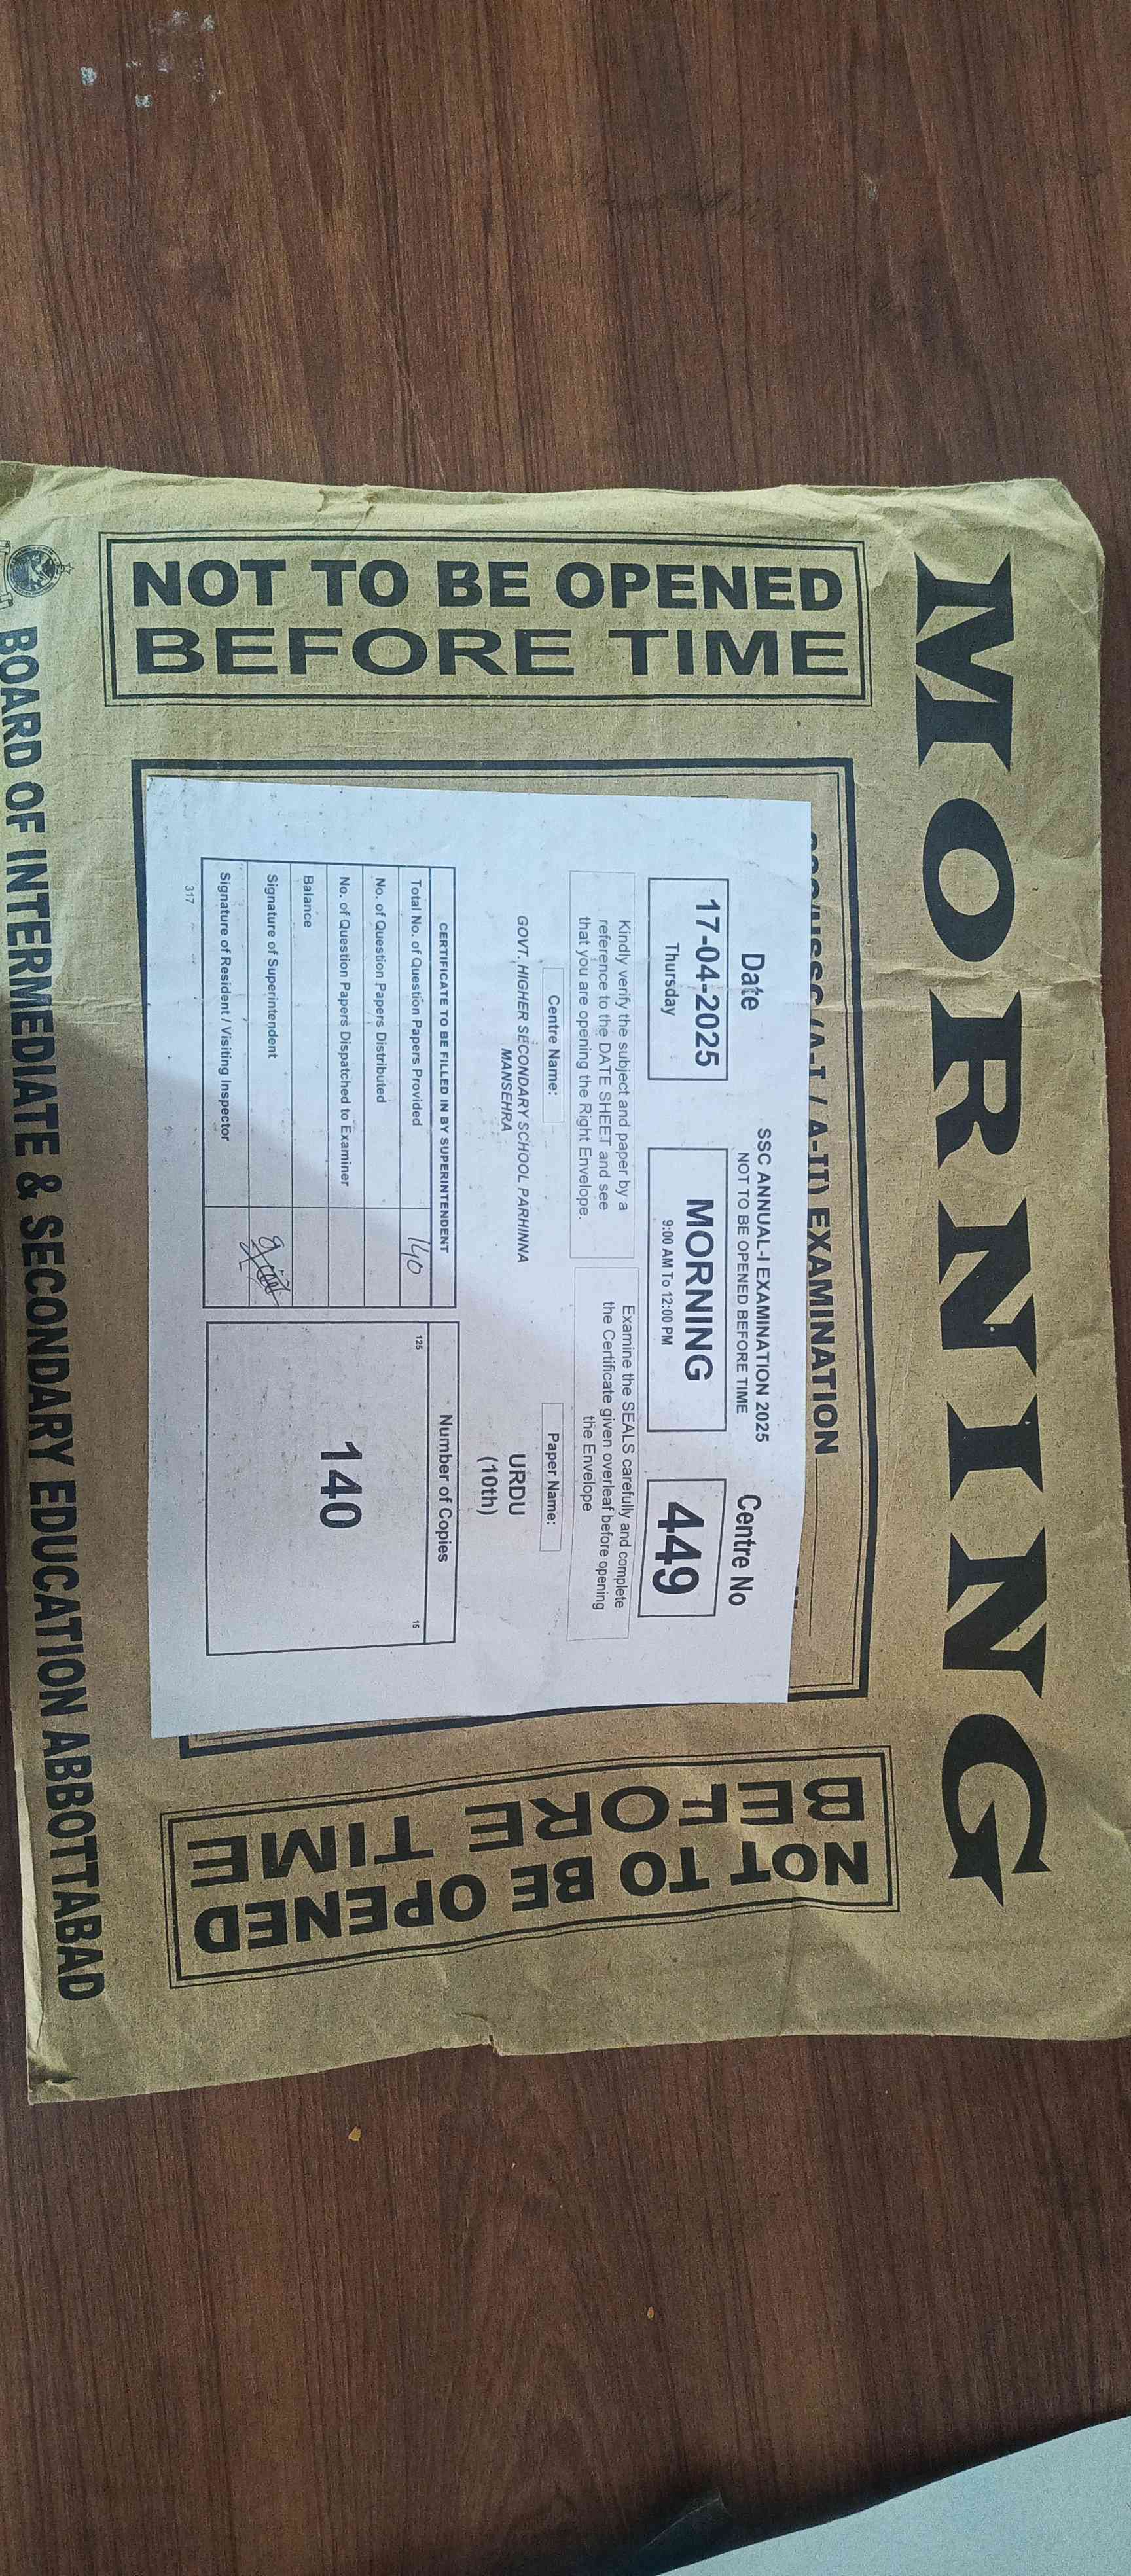 MORNING
NOT TO BE OPENED
BEFORE TIME
(A-I / A-II) EXAMINATION
Date
17-04-2025
Thursday
SSC ANNUAL-I EXAMINATION 2025
NOT TO BE OPENED BEFORE TIME
MORNING
9:00 AM To 12:00 PM
Centre No
449
Kindly verify the subject and paper by a
reference to the DATE SHEET and see
that you are opening the Right Envelope.
Examine the SEALS carefully and complete
the Certificate given overleaf before opening
the Envelope
Centre Name:
GOVT. HIGHER SECONDARY SCHOOL PARHINNA
MANSEHRA
Paper Name:
URDU
(10th)
CERTIFICATE TO BE FILLED IN BY SUPERINTENDENT
Total No. of Question Papers Provided 140
No. of Question Papers Distributed
No. of Question Papers Dispatched to Examiner
Balance
Signature of Superintendent
Signature of Resident / Visiting Inspector
Number of Copies
125 15
140
317
NOT TO BE OPENED
BEFORE TIME
BOARD OF INTERMEDIATE & SECONDARY EDUCATION ABBOTTABAD